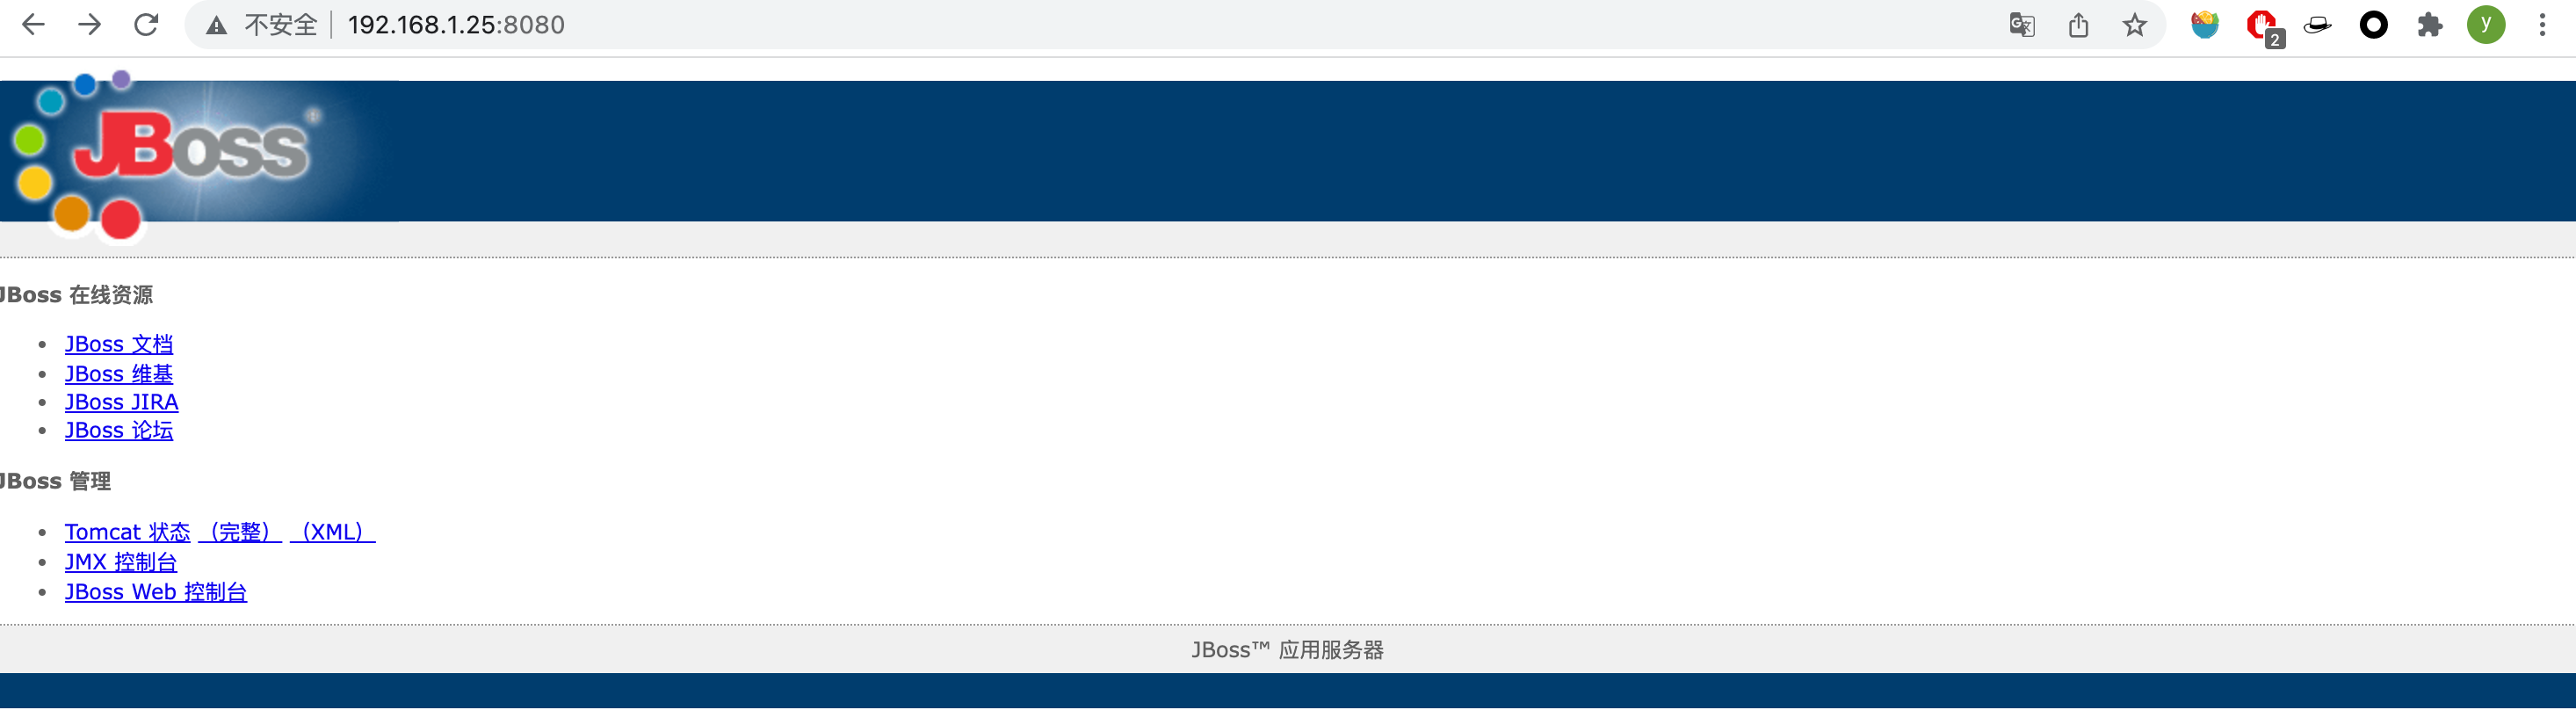 不安全 192.168.1.25:8080
2
y
JBoss®
JBoss 在线资源
JBoss 文档
JBoss 维基
JBoss JIRA
JBoss 论坛
JBoss 管理
Tomcat 状态 （完整） （XML）
JMX 控制台
JBoss Web 控制台
JBoss™ 应用服务器